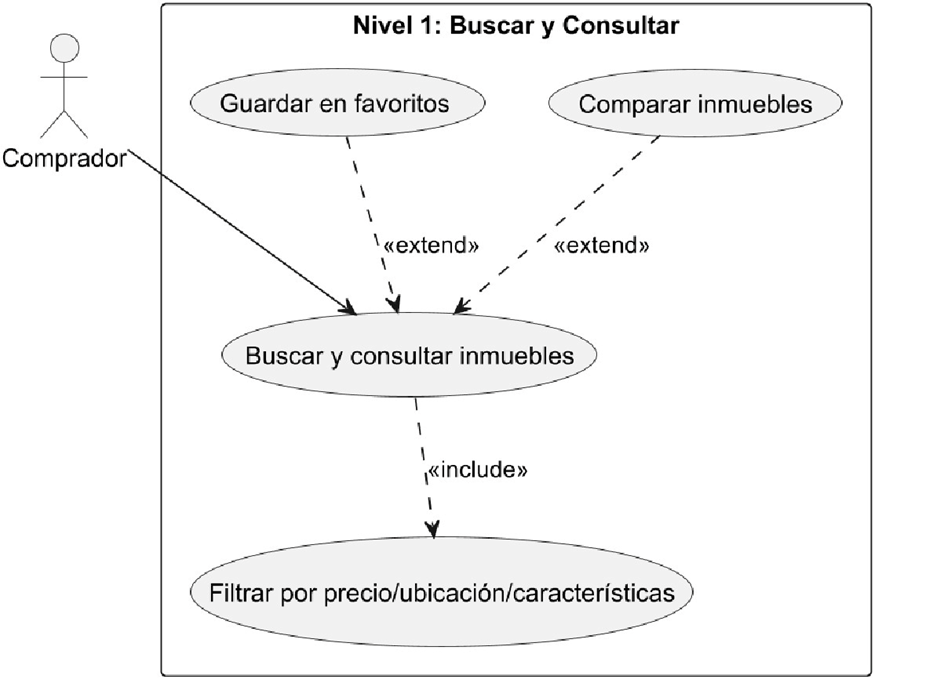 Nivel 1: Buscar y Consultar
Guardar en favoritos
Comparar inmuebles
Comprador
«extend»
«extend»
Buscar y consultar inmuebles
«include»
Filtrar por precio/ubicación/características